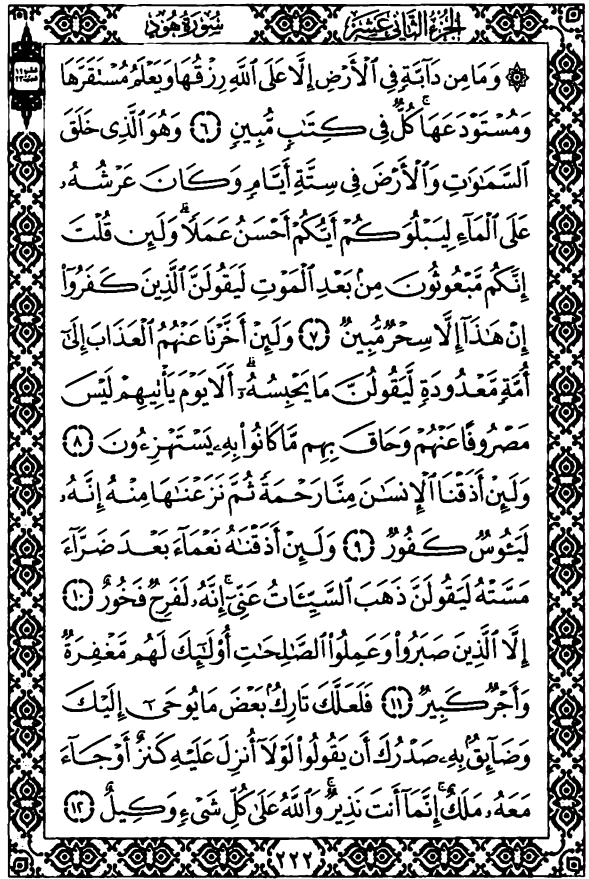 الجزء الثاني عشر
سورة هود
۞ وَمَا مِن دَآبَّةٍ فِي ٱلْأَرْضِ إِلَّا عَلَى ٱللَّهِ رِزْقُهَا وَيَعْلَمُ مُسْتَقَرَّهَا
وَمُسْتَوْدَعَهَا ۚ كُلٌّ فِي كِتَٰبٍ مُّبِينٍ ٦ وَهُوَ ٱلَّذِي خَلَقَ
ٱلسَّمَٰوَٰتِ وَٱلْأَرْضَ فِي سِتَّةِ أَيَّامٍ وَكَانَ عَرْشُهُۥ
عَلَى ٱلْمَآءِ لِيَبْلُوَكُمْ أَيُّكُمْ أَحْسَنُ عَمَلًا ۗ وَلَئِن قُلْتَ
إِنَّكُم مَّبْعُوثُونَ مِنۢ بَعْدِ ٱلْمَوْتِ لَيَقُولَنَّ ٱلَّذِينَ كَفَرُوٓا۟
إِنْ هَٰذَآ إِلَّا سِحْرٌ مُّبِينٌ ٧ وَلَئِنْ أَخَّرْنَا عَنْهُمُ ٱلْعَذَابَ إِلَىٰٓ
أُمَّةٍ مَّعْدُودَةٍ لَّيَقُولُنَّ مَا يَحْبِسُهُۥٓ ۗ أَلَا يَوْمَ يَأْتِيهِمْ لَيْسَ
مَصْرُوفًا عَنْهُمْ وَحَاقَ بِهِم مَّا كَانُوا۟ بِهِۦ يَسْتَهْزِءُونَ ٨
وَلَئِنْ أَذَقْنَا ٱلْإِنسَٰنَ مِنَّا رَحْمَةً ثُمَّ نَزَعْنَٰهَا مِنْهُ إِنَّهُۥ
لَيَـُٔوسٌ كَفُورٌ ٩ وَلَئِنْ أَذَقْنَٰهُ نَعْمَآءَ بَعْدَ ضَرَّآءَ
مَسَّتْهُ لَيَقُولَنَّ ذَهَبَ ٱلسَّيِّـَٔاتُ عَنِّيٓ ۚ إِنَّهُۥ لَفَرِحٌ فَخُورٌ ١٠
إِلَّا ٱلَّذِينَ صَبَرُوا۟ وَعَمِلُوا۟ ٱلصَّٰلِحَٰتِ أُو۟لَٰٓئِكَ لَهُم مَّغْفِرَةٌ
وَأَجْرٌ كَبِيرٌ ١١ فَلَعَلَّكَ تَارِكٌۢ بَعْضَ مَا يُوحَىٰٓ إِلَيْكَ
وَضَآئِقٌۢ بِهِۦ صَدْرُكَ أَن يَقُولُوا۟ لَوْلَآ أُنزِلَ عَلَيْهِ كَنزٌ أَوْ جَآءَ
مَعَهُۥ مَلَكٌ ۚ إِنَّمَآ أَنتَ نَذِيرٌ ۚ وَٱللَّهُ عَلَىٰ كُلِّ شَيْءٍ وَكِيلٌ ١٢
٢٢٢